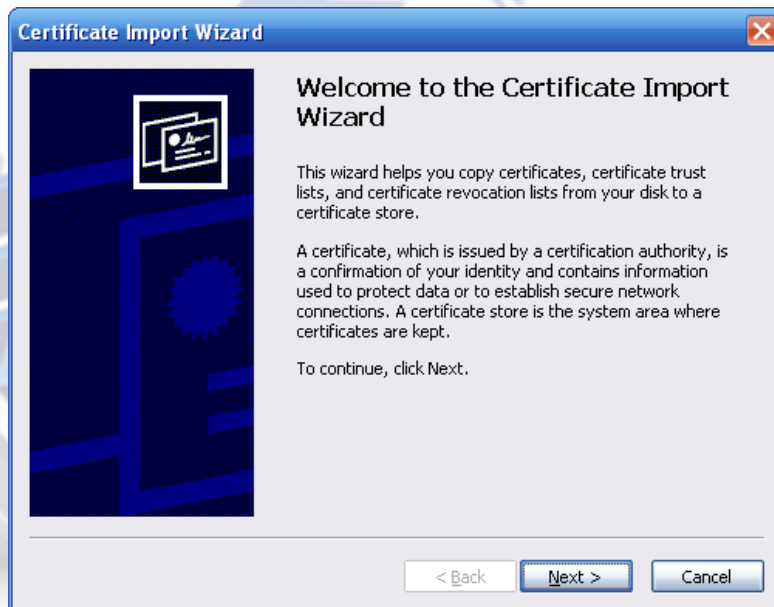 Certificate Import Wizard
Welcome to the Certificate Import
Wizard
This wizard helps you copy certificates, certificate trust
lists, and certificate revocation lists from your disk to a
certificate store.
A certificate, which is issued by a certification authority, is
a confirmation of your identity and contains information
used to protect data or to establish secure network
connections. A certificate store is the system area where
certificates are kept.
To continue, click Next.
< Back
Next >
Cancel